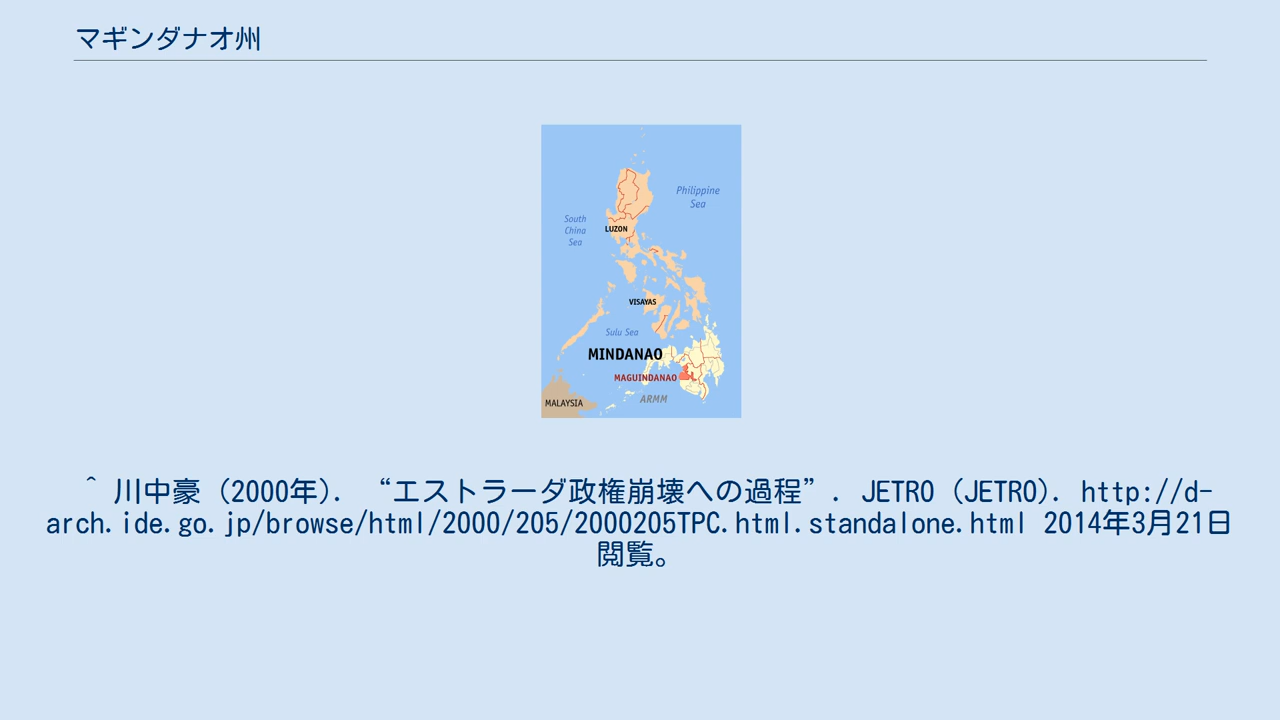 マギンダナオ州
Philippine
Sea
South
China
Sea
LUZON
VISAYAS
Sulu Sea
MINDANAO
MAGUINDANAO
ARMM
MALAYSIA
^ 川中豪 (2000年). “エストラーダ政権崩壊への過程”. JETRO (JETRO). http://d-
arch.ide.go.jp/browse/html/2000/205/2000205TPC.html.standalone.html 2014年3月21日
閲覧。